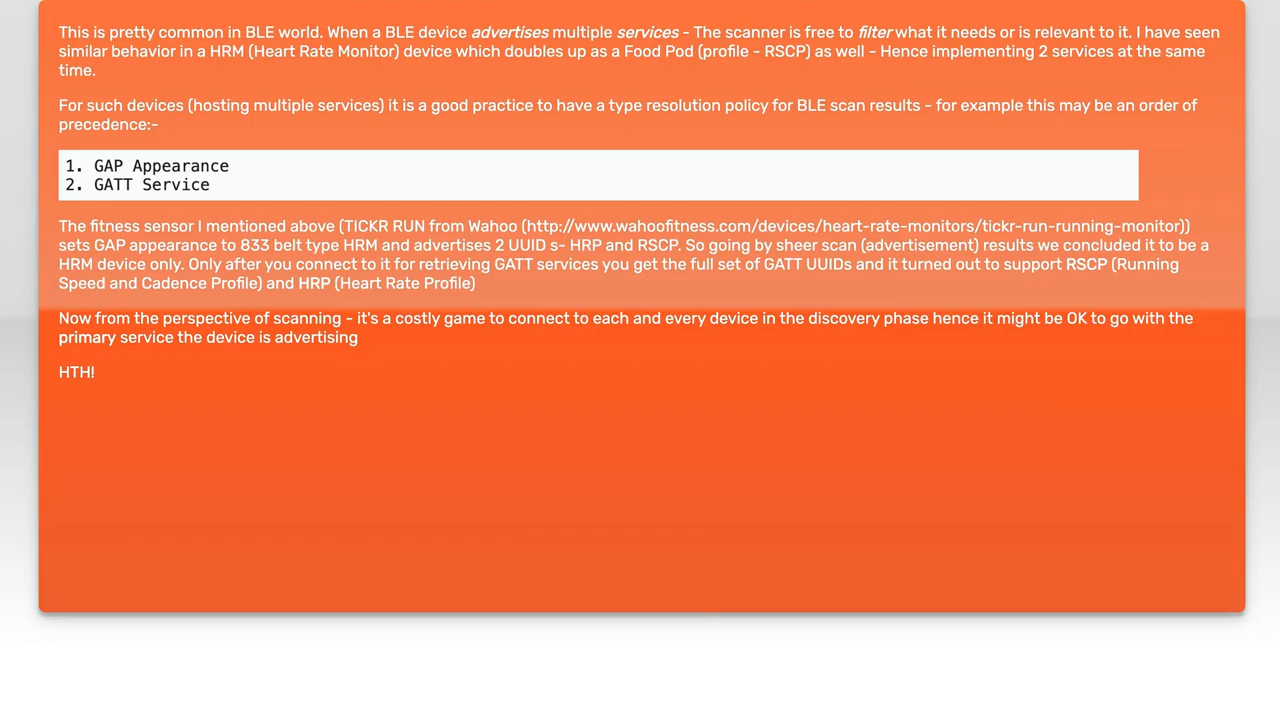 This is pretty common in BLE world. When a BLE device advertises multiple services - The scanner is free to filter what it needs or is relevant to it. I have seen
similar behavior in a HRM (Heart Rate Monitor) device which doubles up as a Food Pod (profile - RSCP) as well - Hence implementing 2 services at the same
time.
For such devices (hosting multiple services) it is a good practice to have a type resolution policy for BLE scan results - for example this may be an order of
precedence:-
1. GAP Appearance
2. GATT Service
The fitness sensor I mentioned above (TICKR RUN from Wahoo (http://www.wahoofitness.com/devices/heart-rate-monitors/tickr-run-running-monitor))
sets GAP appearance to 833 belt type HRM and advertises 2 UUID s- HRP and RSCP. So going by sheer scan (advertisement) results we concluded it to be a
HRM device only. Only after you connect to it for retrieving GATT services you get the full set of GATT UUIDs and it turned out to support RSCP (Running
Speed and Cadence Profile) and HRP (Heart Rate Profile)
Now from the perspective of scanning - it's a costly game to connect to each and every device in the discovery phase hence it might be OK to go with the
primary service the device is advertising
HTH!